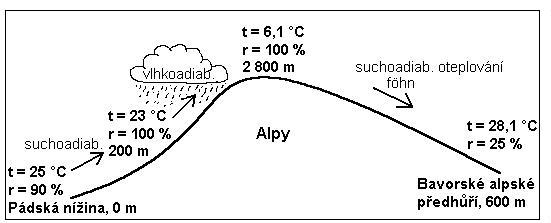 t = 6,1 °C
r = 100 %
2 800 m
vlhkoadiab.
suchoadiab. oteplování
föhn
t = 23 °C
r = 100 %
200 m
suchoadiab.
Alpy
t = 28,1 °C
r = 25 %
t = 25 °C
r = 90 %
Pádská nížina, 0 m
Bavorské alpské
předhůří, 600 m